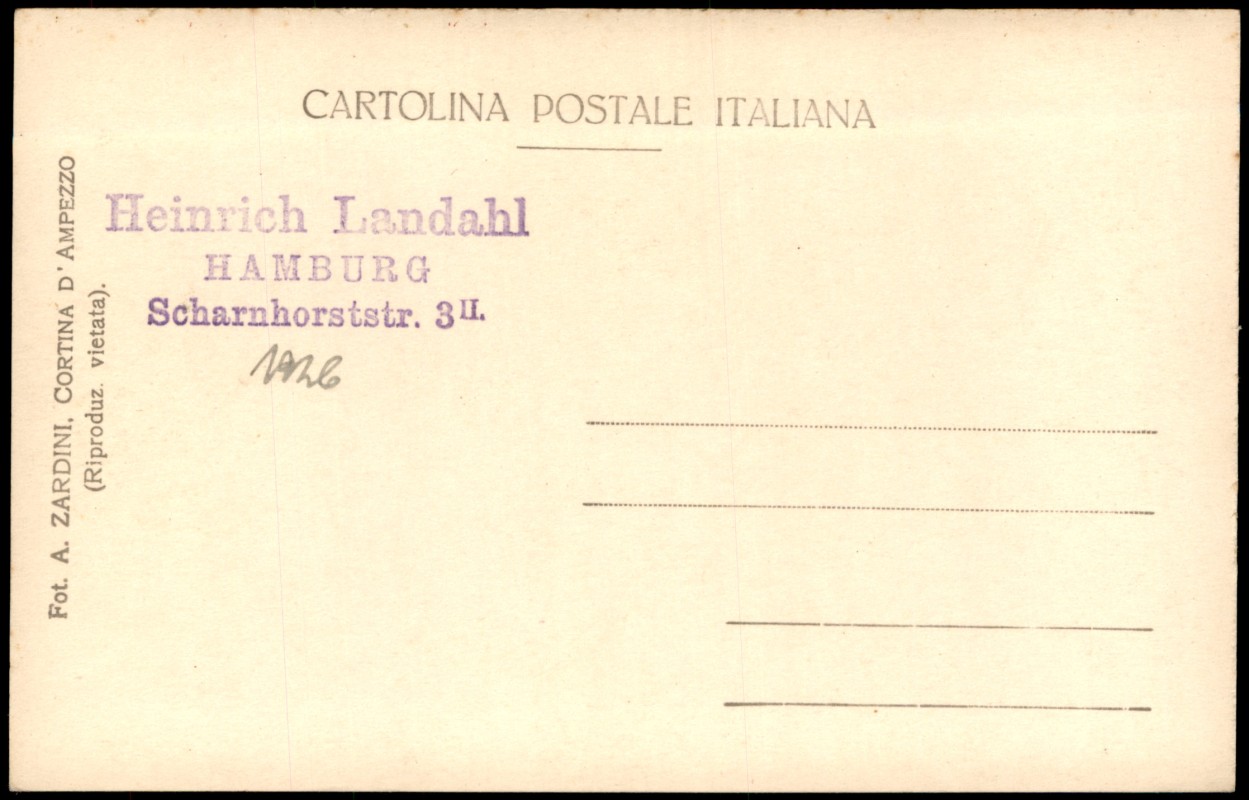 CARTOLINA POSTALE ITALIANA
Heinrich Landahl
HAMBURG
Scharnhorststr. 3II.
1926
Fot. A. ZARDINI, CORTINA D'AMPEZZO
(Riproduz. vietata).